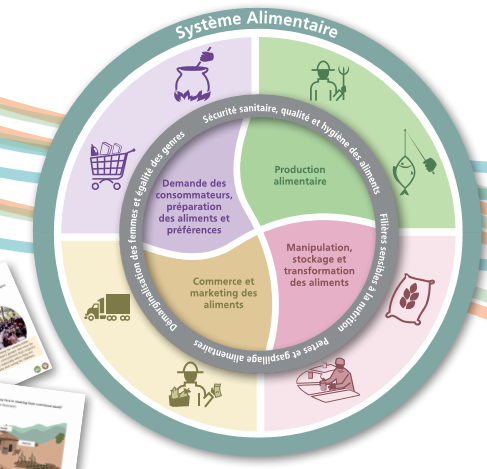 Système Alimentaire
Sécurité sanitaire, qualité et hygiène des aliments
Filières sensibles à la nutrition
Pertes et gaspillage alimentaires
Démarginalisation des femmes et égalité des genres
Production
alimentaire
Demande des
consommateurs,
préparation
des aliments et
préférences
Manipulation,
stockage et
transformation
des aliments
Commerce et
marketing des
aliments